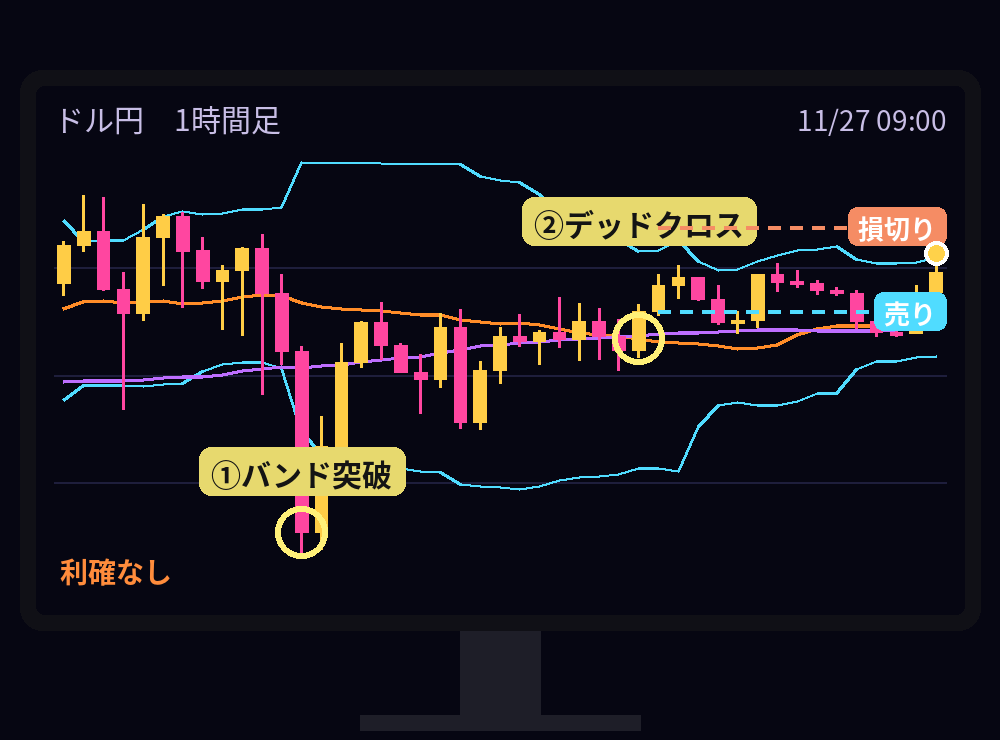 ドル円　1時間足
11/27 09:00
②デッドクロス
損切り
売り
①バンド突破
利確なし